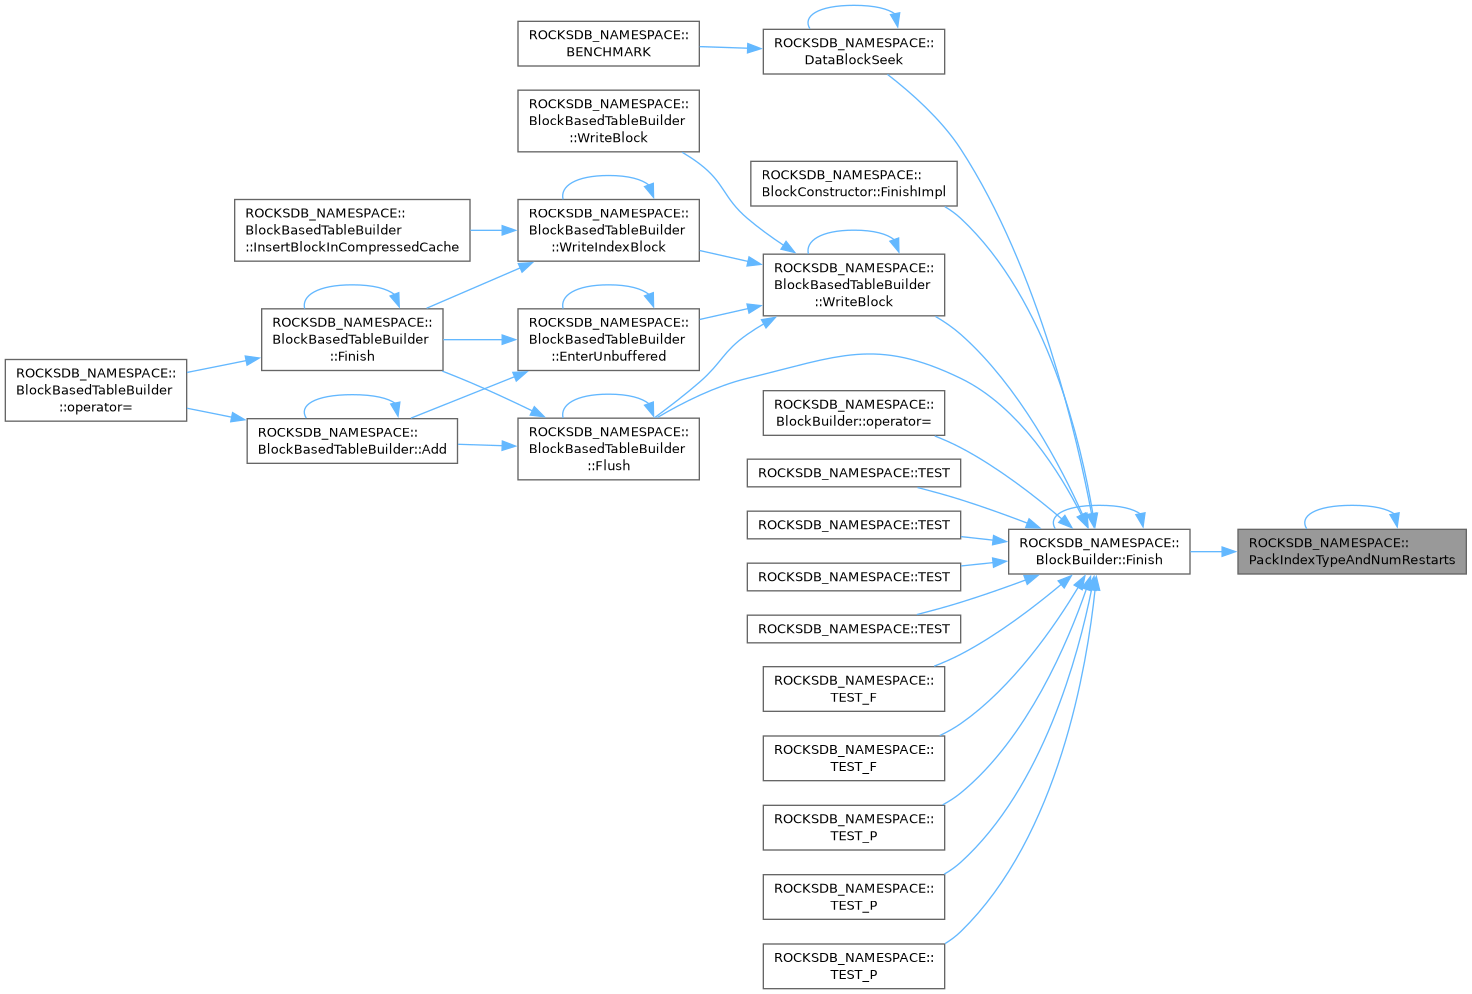 ROCKSDB_NAMESPACE::
BENCHMARK
ROCKSDB_NAMESPACE::
DataBlockSeek
ROCKSDB_NAMESPACE::
BlockBasedTableBuilder
::WriteBlock
ROCKSDB_NAMESPACE::
BlockConstructor::FinishImpl
ROCKSDB_NAMESPACE::
BlockBasedTableBuilder
::InsertBlockInCompressedCache
ROCKSDB_NAMESPACE::
BlockBasedTableBuilder
::WriteIndexBlock
ROCKSDB_NAMESPACE::
BlockBasedTableBuilder
::WriteBlock
ROCKSDB_NAMESPACE::
BlockBasedTableBuilder
::Finish
ROCKSDB_NAMESPACE::
BlockBasedTableBuilder
::EnterUnbuffered
ROCKSDB_NAMESPACE::
BlockBasedTableBuilder
::operator=
ROCKSDB_NAMESPACE::
BlockBasedTableBuilder::Add
ROCKSDB_NAMESPACE::
BlockBasedTableBuilder
::Flush
ROCKSDB_NAMESPACE::
BlockBuilder::operator=
ROCKSDB_NAMESPACE::TEST
ROCKSDB_NAMESPACE::TEST
ROCKSDB_NAMESPACE::TEST
ROCKSDB_NAMESPACE::TEST
ROCKSDB_NAMESPACE::
BlockBuilder::Finish
ROCKSDB_NAMESPACE::
PackIndexTypeAndNumRestarts
ROCKSDB_NAMESPACE::
TEST_F
ROCKSDB_NAMESPACE::
TEST_F
ROCKSDB_NAMESPACE::
TEST_P
ROCKSDB_NAMESPACE::
TEST_P
ROCKSDB_NAMESPACE::
TEST_P